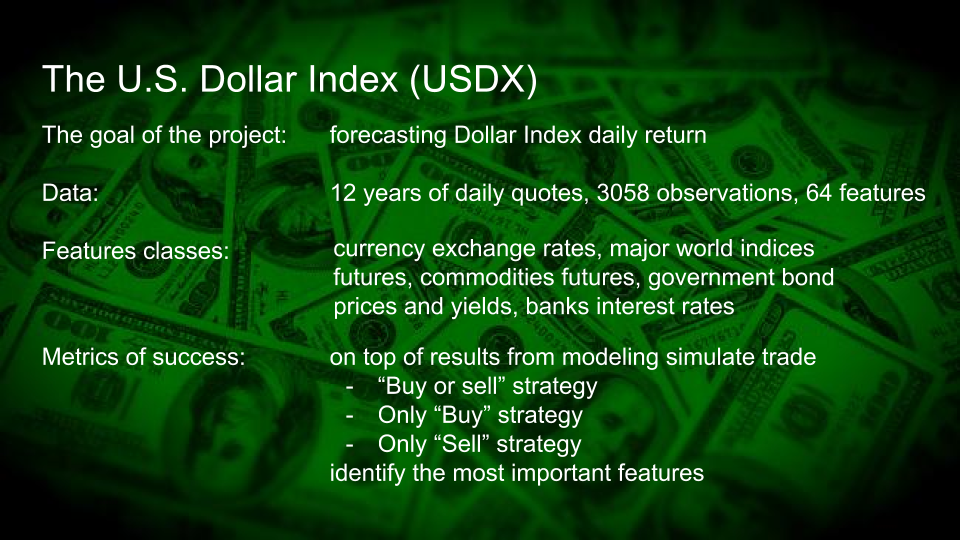 The U.S. Dollar Index (USDX)
The goal of the project: forecasting Dollar Index daily return
Data: 12 years of daily quotes, 3058 observations, 64 features
Features classes: currency exchange rates, major world indices
futures, commodities futures, government bond
prices and yields, banks interest rates
Metrics of success: on top of results from modeling simulate trade
- “Buy or sell” strategy
- Only “Buy” strategy
- Only “Sell” strategy
identify the most important features